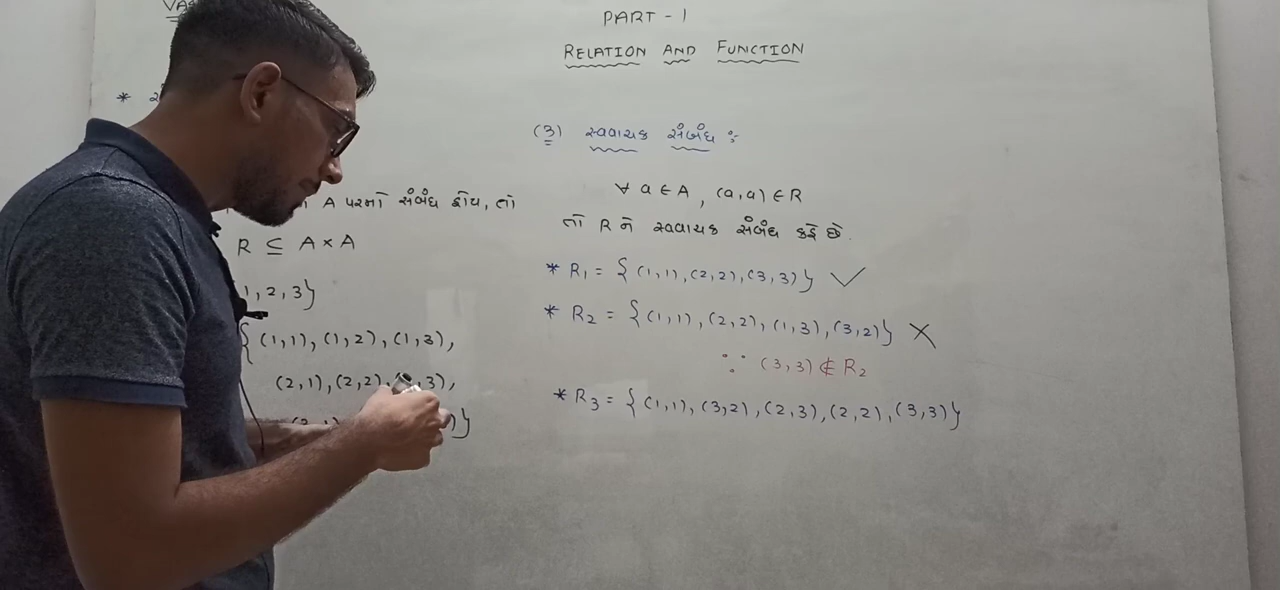 PART - 1
RELATION AND FUNCTION
*
A પરનો સંબંધ હોય, તો
R ⊆ A × A
1, 2, 3}
{ (1,1), (1,2), (1,3),
(2,1), (2,2), ,3),
}
(3) સ્વવાચક સંબંધ :
∀ a ∈ A , (a,a) ∈ R
તો R ને સ્વવાચક સંબંધ કહે છે.
* R1 = { (1,1), (2,2), (3,3) } ✓
* R2 = { (1,1), (2,2), (1,3), (3,2) } ✗
∵ (3,3) ∉ R2
* R3 = { (1,1), (3,2), (2,3), (2,2), (3,3) }